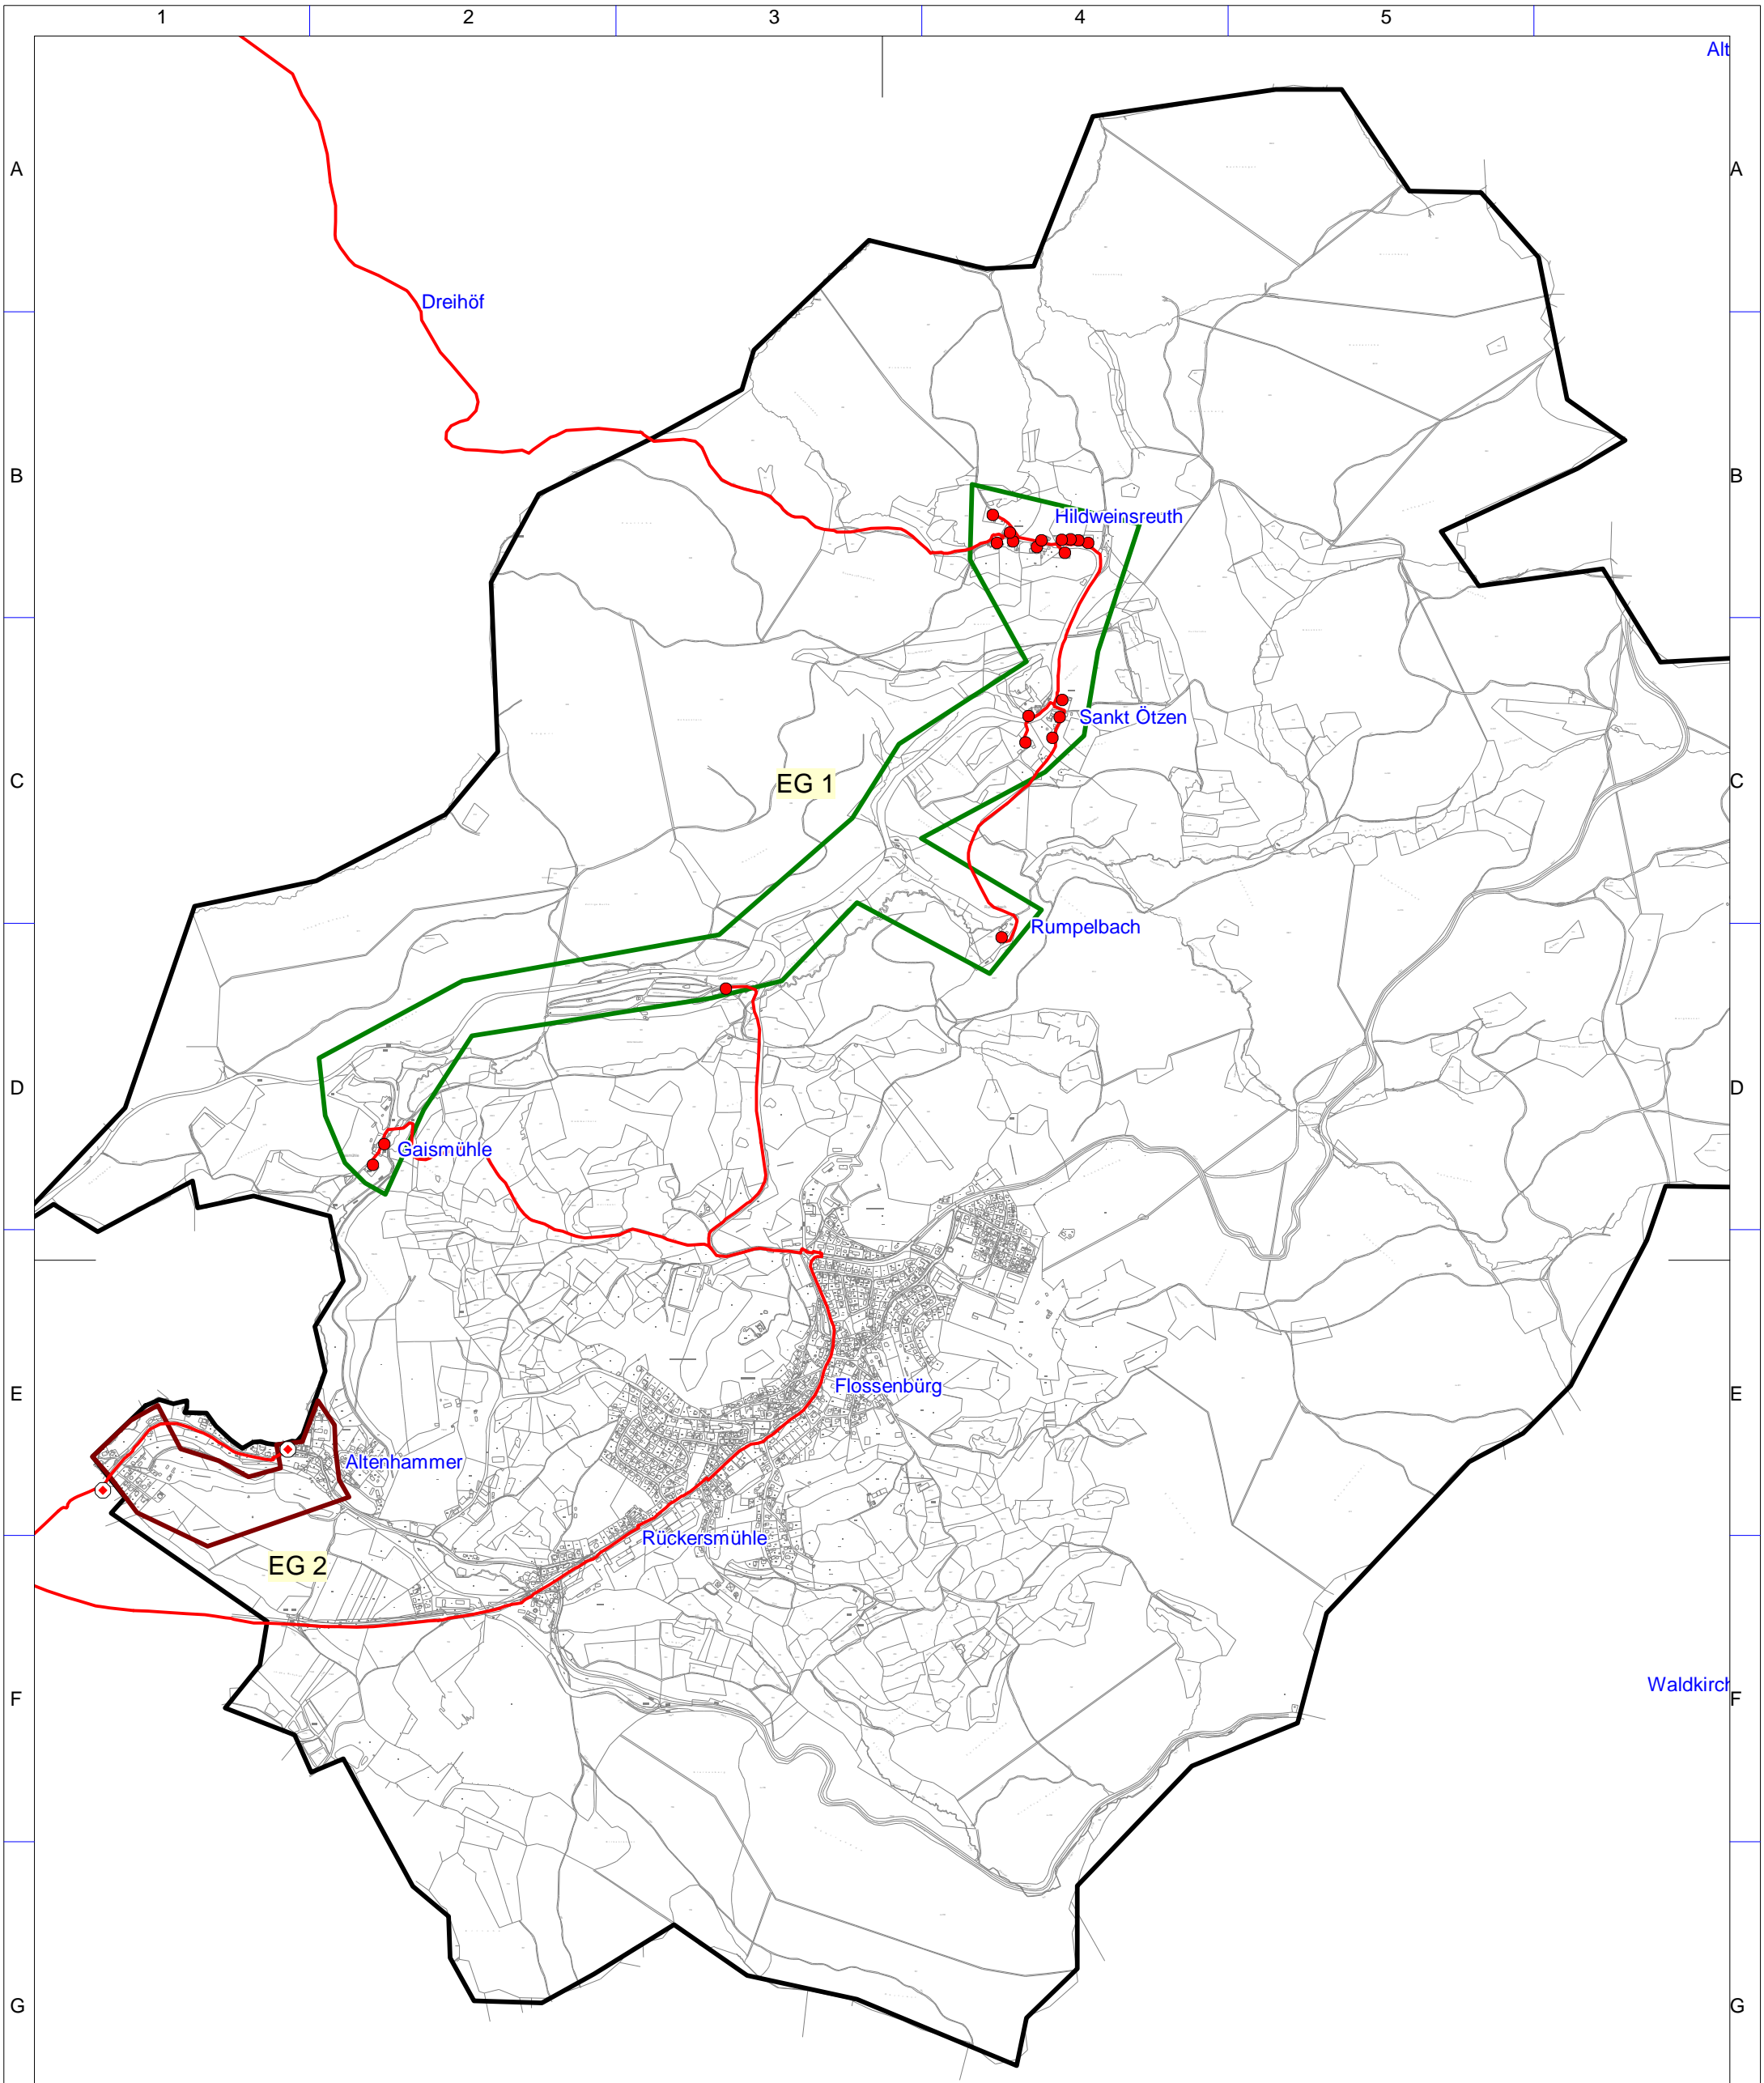 1 2 3 4 5
Alt
A A
Dreihöf
B B
Hildweinsreuth
Sankt Ötzen
EG 1
C C
Rumpelbach
D D
Gaismühle
Flossenbürg
E E
Altenhammer
Rückersmühle
EG 2
Waldkirch
F F
G G